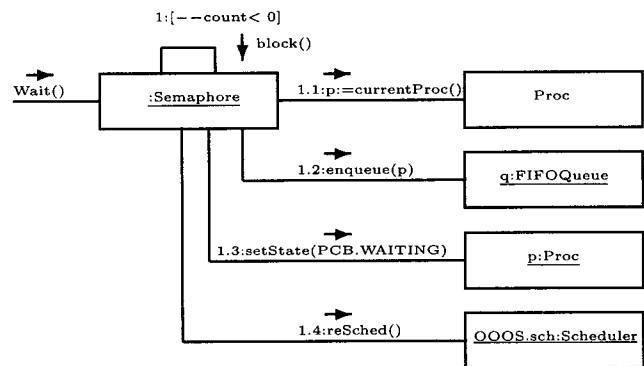 1:[--count< 0]
block()
Wait()
:Semaphore
1.1:p:=currentProc()
Proc
1.2:enqueue(p)
q:FIFOQueue
1.3:setState(PCB.WAITING)
p:Proc
1.4:reSched()
OOOS.sch:Scheduler